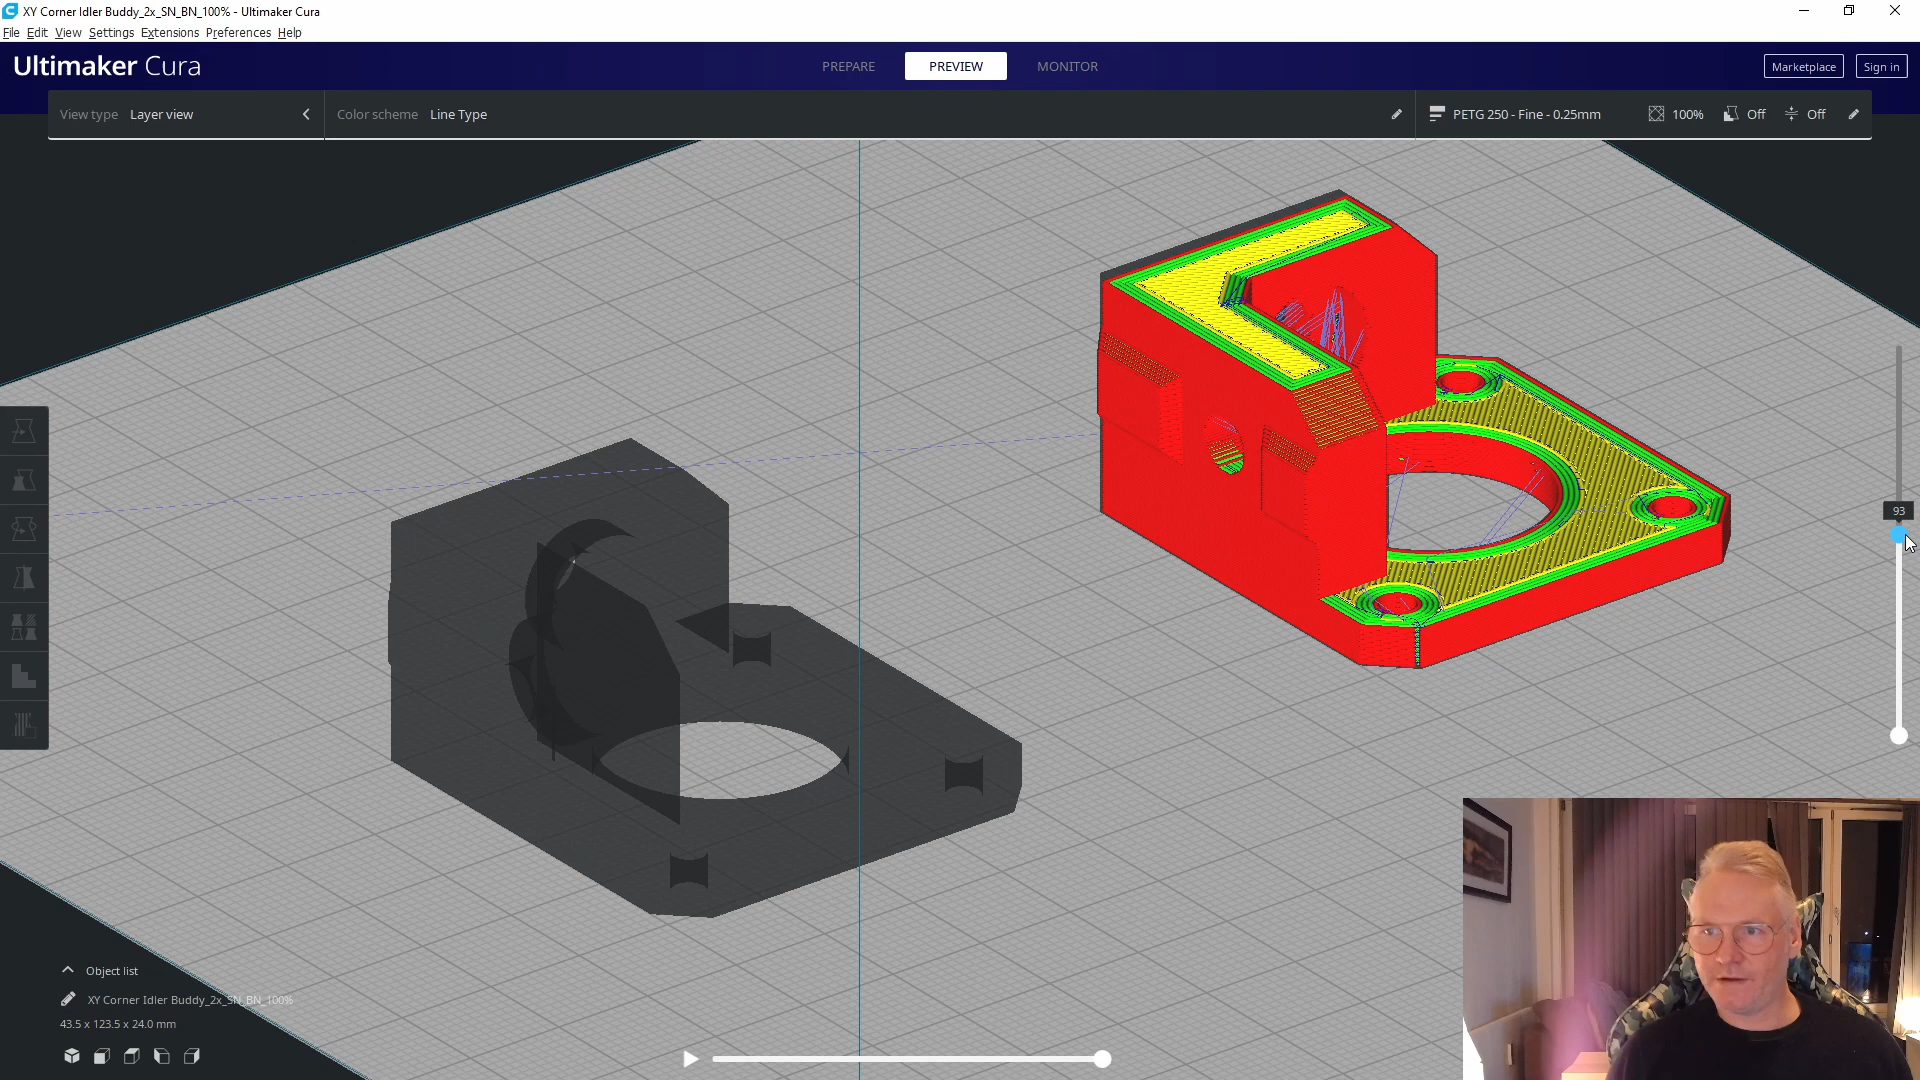 XY Corner Idler Buddy_2x_SN_BN_100% - Ultimaker Cura
File Edit View Settings Extensions Preferences Help
Ultimaker Cura
PREPARE PREVIEW MONITOR
Marketplace Sign in
View type Layer view
Color scheme Line Type
PETG 250 - Fine - 0.25mm 100% Off Off
93
Object list
XY Corner Idler Buddy_2x_SN_BN_100%
43.5 x 123.5 x 24.0 mm